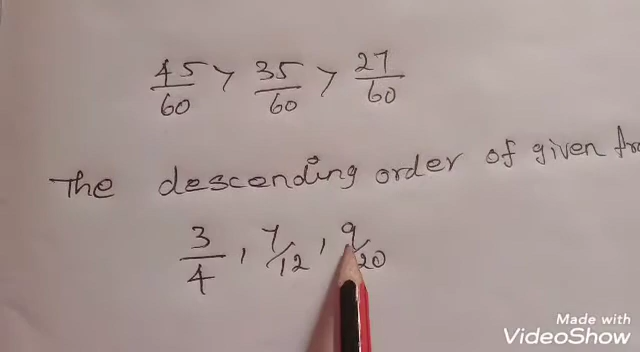 45/60 > 35/60 > 27/60
The descending order of given
3/4 , 7/12 , 9/20
Made with
VideoShow